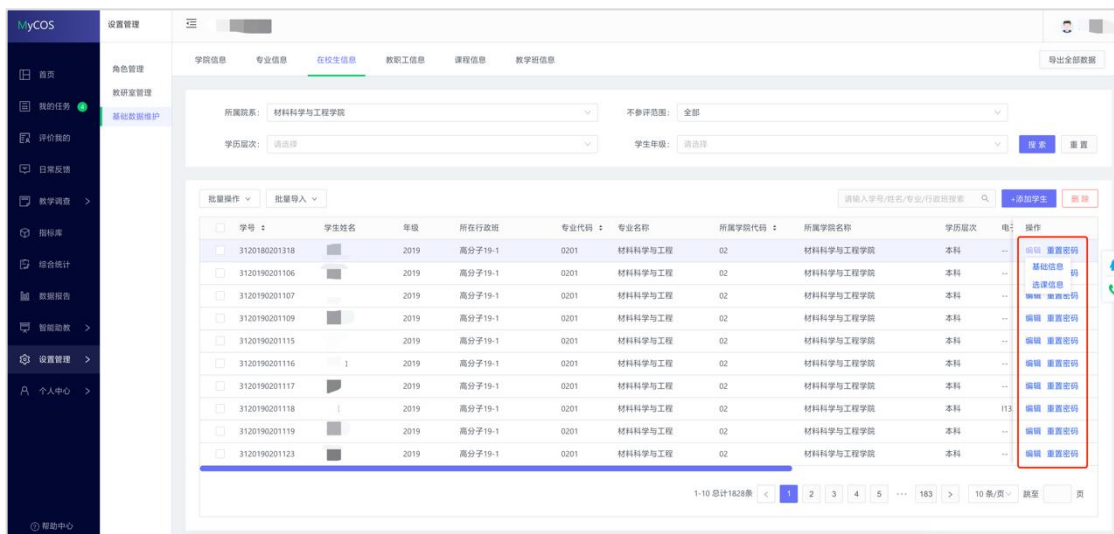 MyCOS
设置管理
首页
我的任务 4
评价我的
日常反馈
教学调查 >
指标库
综合统计
数据报告
智能助教 >
设置管理 >
个人中心 >
帮助中心
角色管理
教研室管理
基础数据维护
学院信息 专业信息 在校生信息 教职工信息 课程信息 教学班信息 导出全部数据
所属院系: 材料科学与工程学院 不参评范围: 全部
学历层次: 请选择 学生年级: 请选择 搜索 重置
批量操作 批量导入 请输入学号/姓名/专业/行政班搜索 +添加学生 删除
学号 学生姓名 年级 所在行政班 专业代码 专业名称 所属学院代码 所属学院名称 学历层次 电子 操作
3120180201318 2019 高分子19-1 0201 材料科学与工程 02 材料科学与工程学院 本科 -- 编辑 重置密码
3120190201106 2019 高分子19-1 0201 材料科学与工程 02 材料科学与工程学院 本科 -- 基础信息 密码
3120190201107 2019 高分子19-1 0201 材料科学与工程 02 材料科学与工程学院 本科 -- 选课信息 编辑 重置密码
3120190201109 2019 高分子19-1 0201 材料科学与工程 02 材料科学与工程学院 本科 -- 编辑 重置密码
3120190201115 2019 高分子19-1 0201 材料科学与工程 02 材料科学与工程学院 本科 -- 编辑 重置密码
3120190201116 2019 高分子19-1 0201 材料科学与工程 02 材料科学与工程学院 本科 -- 编辑 重置密码
3120190201117 2019 高分子19-1 0201 材料科学与工程 02 材料科学与工程学院 本科 -- 编辑 重置密码
3120190201118 2019 高分子19-1 0201 材料科学与工程 02 材料科学与工程学院 本科 113 编辑 重置密码
3120190201119 2019 高分子19-1 0201 材料科学与工程 02 材料科学与工程学院 本科 -- 编辑 重置密码
3120190201123 2019 高分子19-1 0201 材料科学与工程 02 材料科学与工程学院 本科 -- 编辑 重置密码
1-10 总计1828条 < 1 2 3 4 5 ··· 183 > 10 条/页 跳至 页